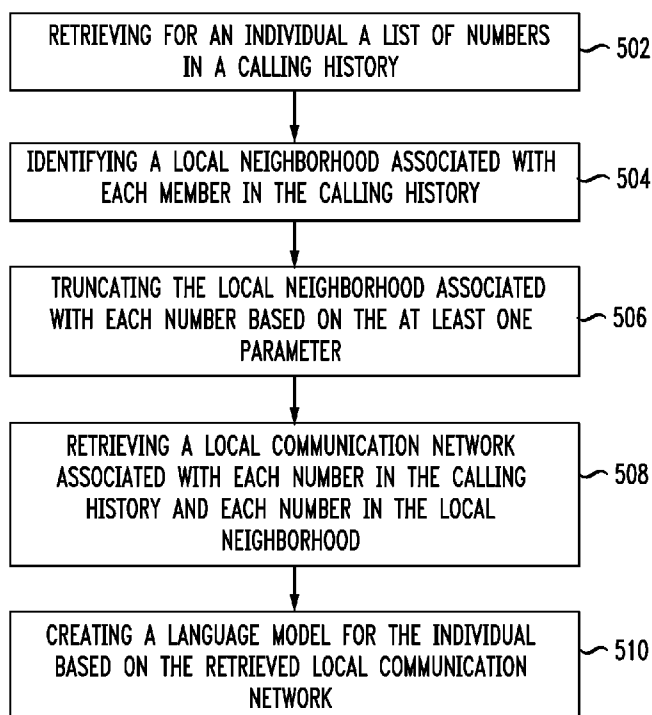 RETRIEVING FOR AN INDIVIDUAL A LIST OF NUMBERS
IN A CALLING HISTORY
502
IDENTIFYING A LOCAL NEIGHBORHOOD ASSOCIATED WITH
EACH MEMBER IN THE CALLING HISTORY
504
TRUNCATING THE LOCAL NEIGHBORHOOD ASSOCIATED
WITH EACH NUMBER BASED ON THE AT LEAST ONE
PARAMETER
506
RETRIEVING A LOCAL COMMUNICATION NETWORK
ASSOCIATED WITH EACH NUMBER IN THE CALLING
HISTORY AND EACH NUMBER IN THE LOCAL
NEIGHBORHOOD
508
CREATING A LANGUAGE MODEL FOR THE INDIVIDUAL
BASED ON THE RETRIEVED LOCAL COMMUNICATION
NETWORK
510